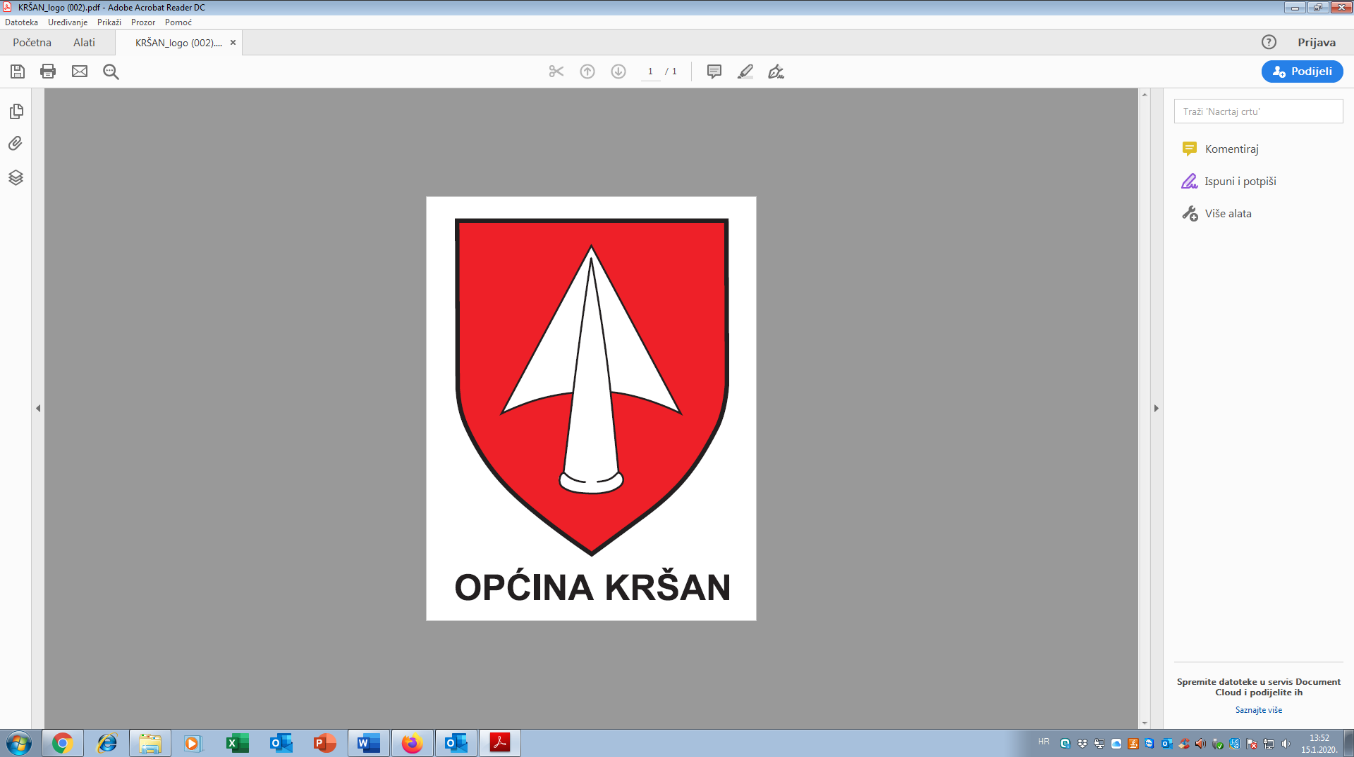 KRŠAN_logo (002).pdf - Adobe Acrobat Reader DC
Datoteka Uređivanje Prikaži Prozor Pomoć
Početna Alati KRŠAN_logo (002).... × Prijava
1 / 1 Podijeli
Traži 'Nacrtaj crtu'
Komentiraj
Ispuni i potpiši
Više alata
OPĆINA KRŠAN
Spremite datoteke u servis Document
Cloud i podijelite ih
Saznajte više
HR 13:52
15.1.2020.